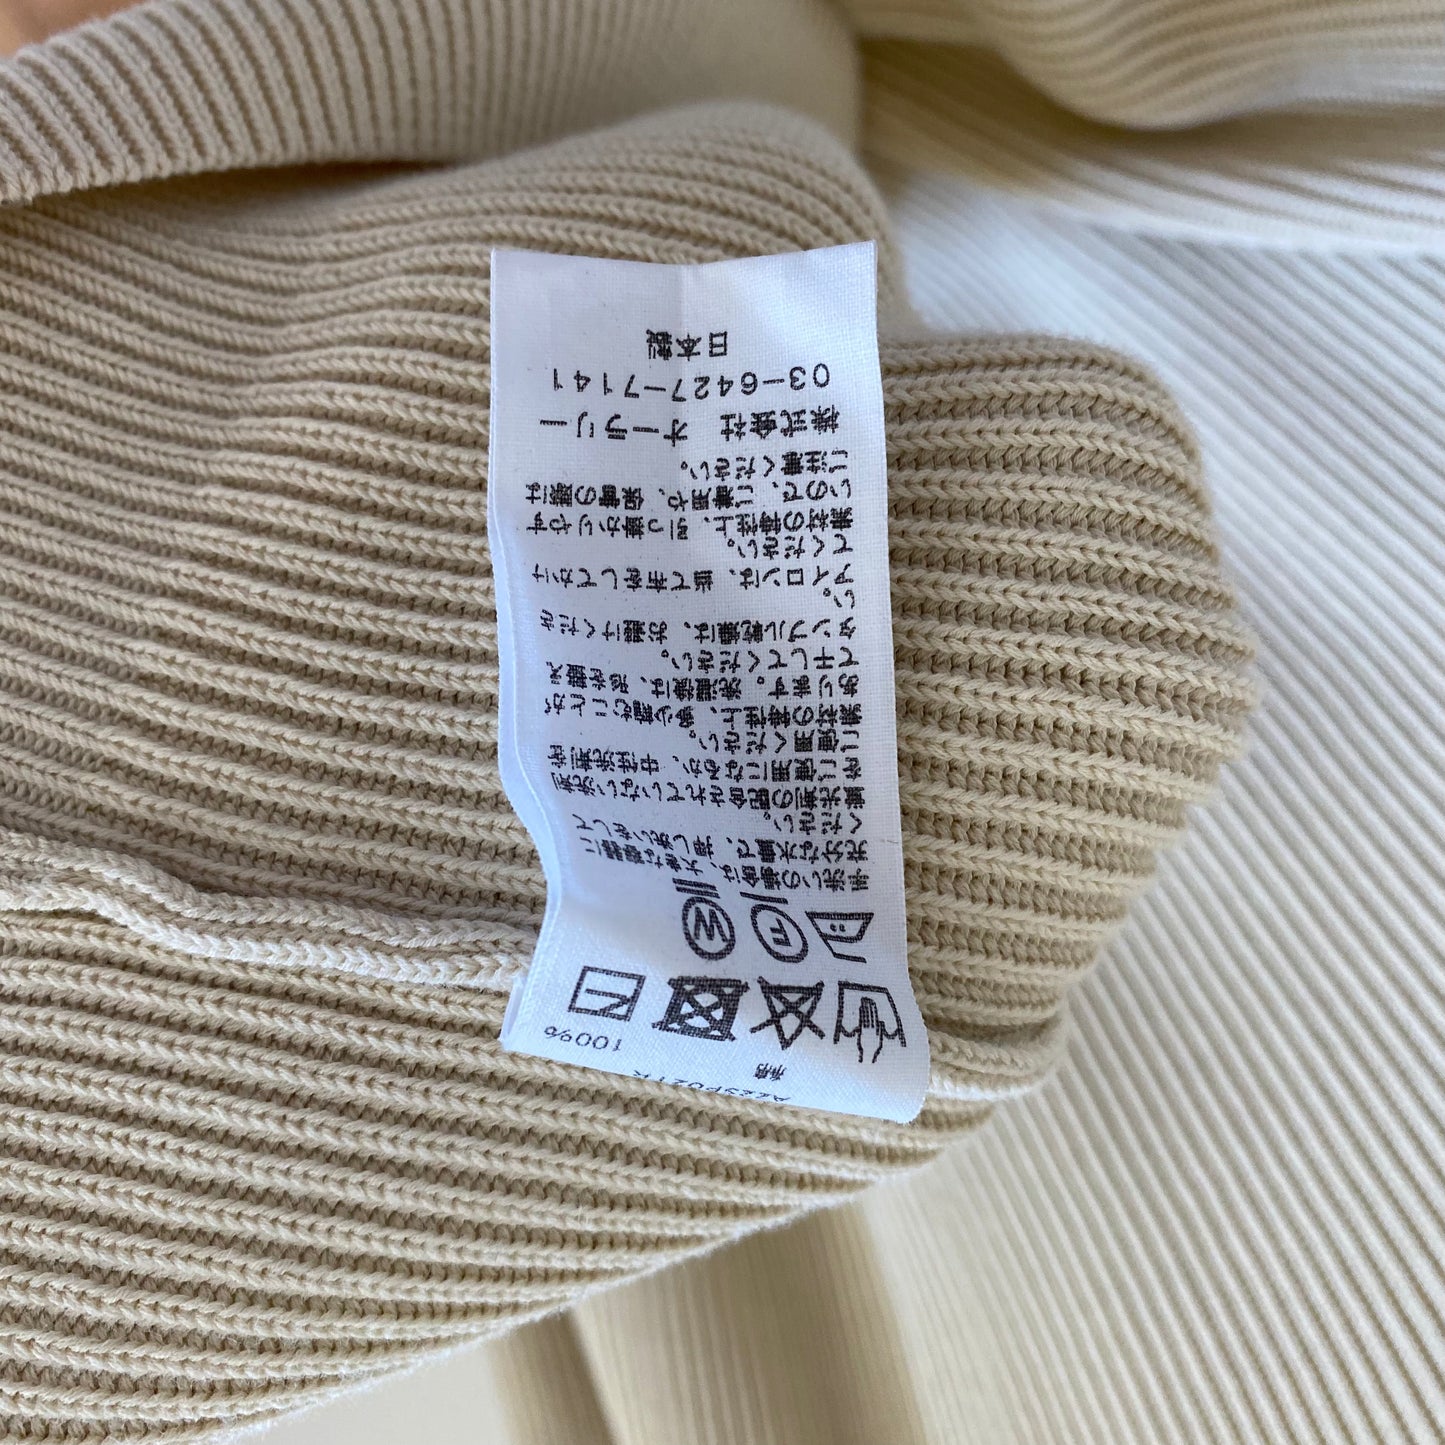 綿
100%
手洗いの場合は、大きな容器に
充分な水量で、押し洗いをして
ください。
蛍光剤の配合されていない洗剤
をご使用になるか、中性洗剤を
ご使用ください。
素材の特性上、多少縮むことが
あります。洗濯後は、形を整え
て干してください。
タンブル乾燥は、お避けくださ
い。
アイロンは、当て布をしてかけ
てください。
素材の特性上、引っ掛かりやす
いので、ご着用や、保管の際は
ご注意ください。
株式会社 オーラリー
03-6427-7141
日本製